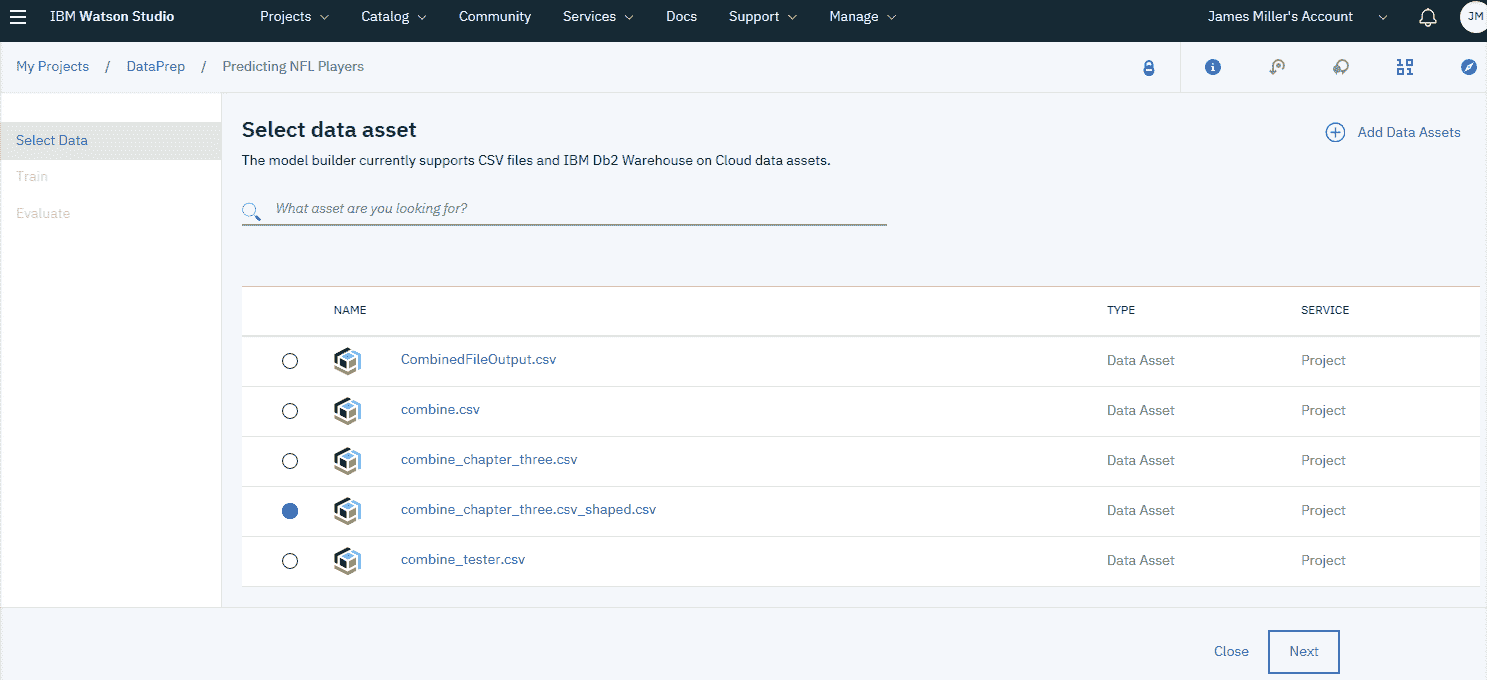 IBM Watson Studio Projects Catalog Community Services Docs Support Manage James Miller's Account JM
My Projects / DataPrep / Predicting NFL Players
Select Data
Train
Evaluate
Select data asset
Add Data Assets
The model builder currently supports CSV files and IBM Db2 Warehouse on Cloud data assets.
What asset are you looking for?
NAME TYPE SERVICE
CombinedFileOutput.csv Data Asset Project
combine.csv Data Asset Project
combine_chapter_three.csv Data Asset Project
combine_chapter_three.csv_shaped.csv Data Asset Project
combine_tester.csv Data Asset Project
Close Next